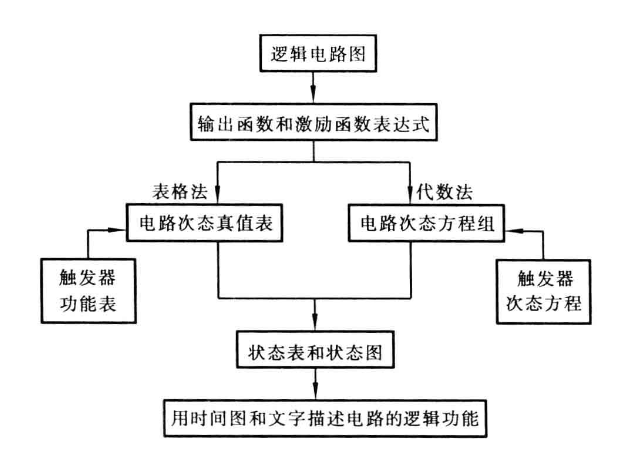 逻辑电路图
输出函数和激励函数表达式
表格法
代数法
电路次态真值表
电路次态方程组
触发器
功能表
触发器
次态方程
状态表和状态图
用时间图和文字描述电路的逻辑功能